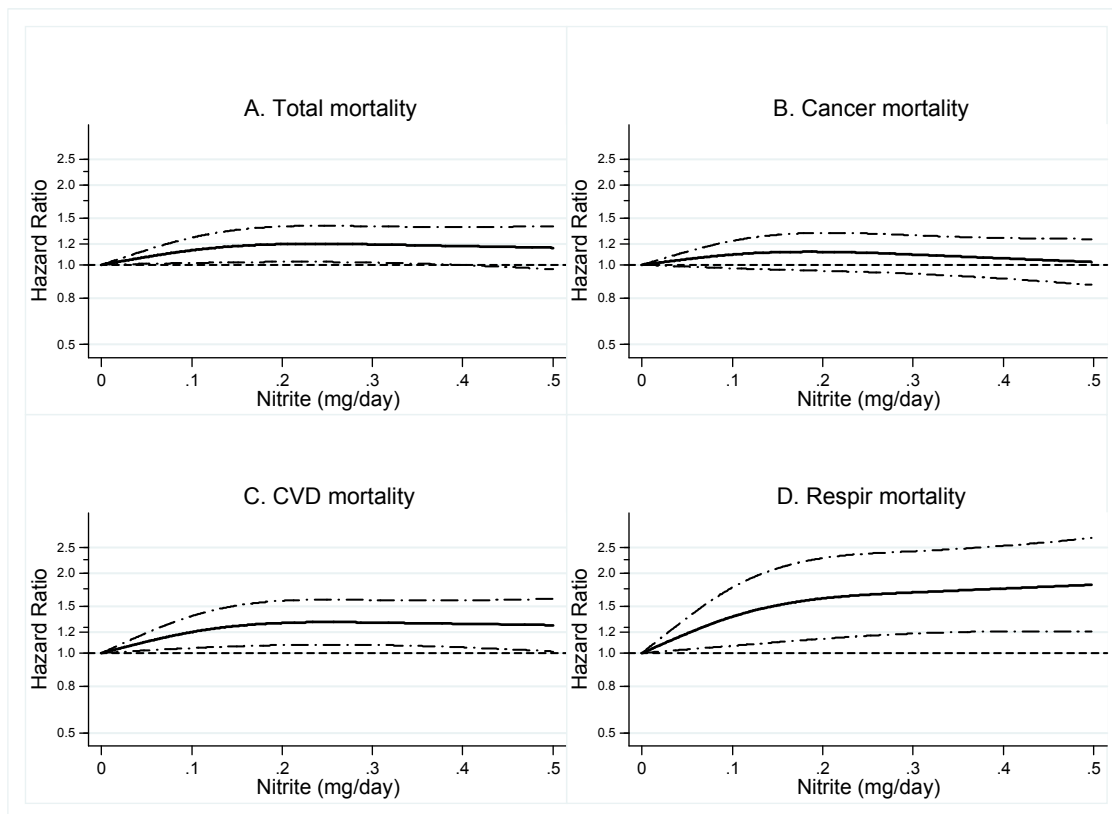 A. Total mortality
Hazard Ratio
2.5
2.0
1.5
1.2
1.0
0.8
0.5
0 .1 .2 .3 .4 .5
Nitrite (mg/day)
B. Cancer mortality
Hazard Ratio
2.5
2.0
1.5
1.2
1.0
0.8
0.5
0 .1 .2 .3 .4 .5
Nitrite (mg/day)
C. CVD mortality
Hazard Ratio
2.5
2.0
1.5
1.2
1.0
0.8
0.5
0 .1 .2 .3 .4 .5
Nitrite (mg/day)
D. Respir mortality
Hazard Ratio
2.5
2.0
1.5
1.2
1.0
0.8
0.5
0 .1 .2 .3 .4 .5
Nitrite (mg/day)